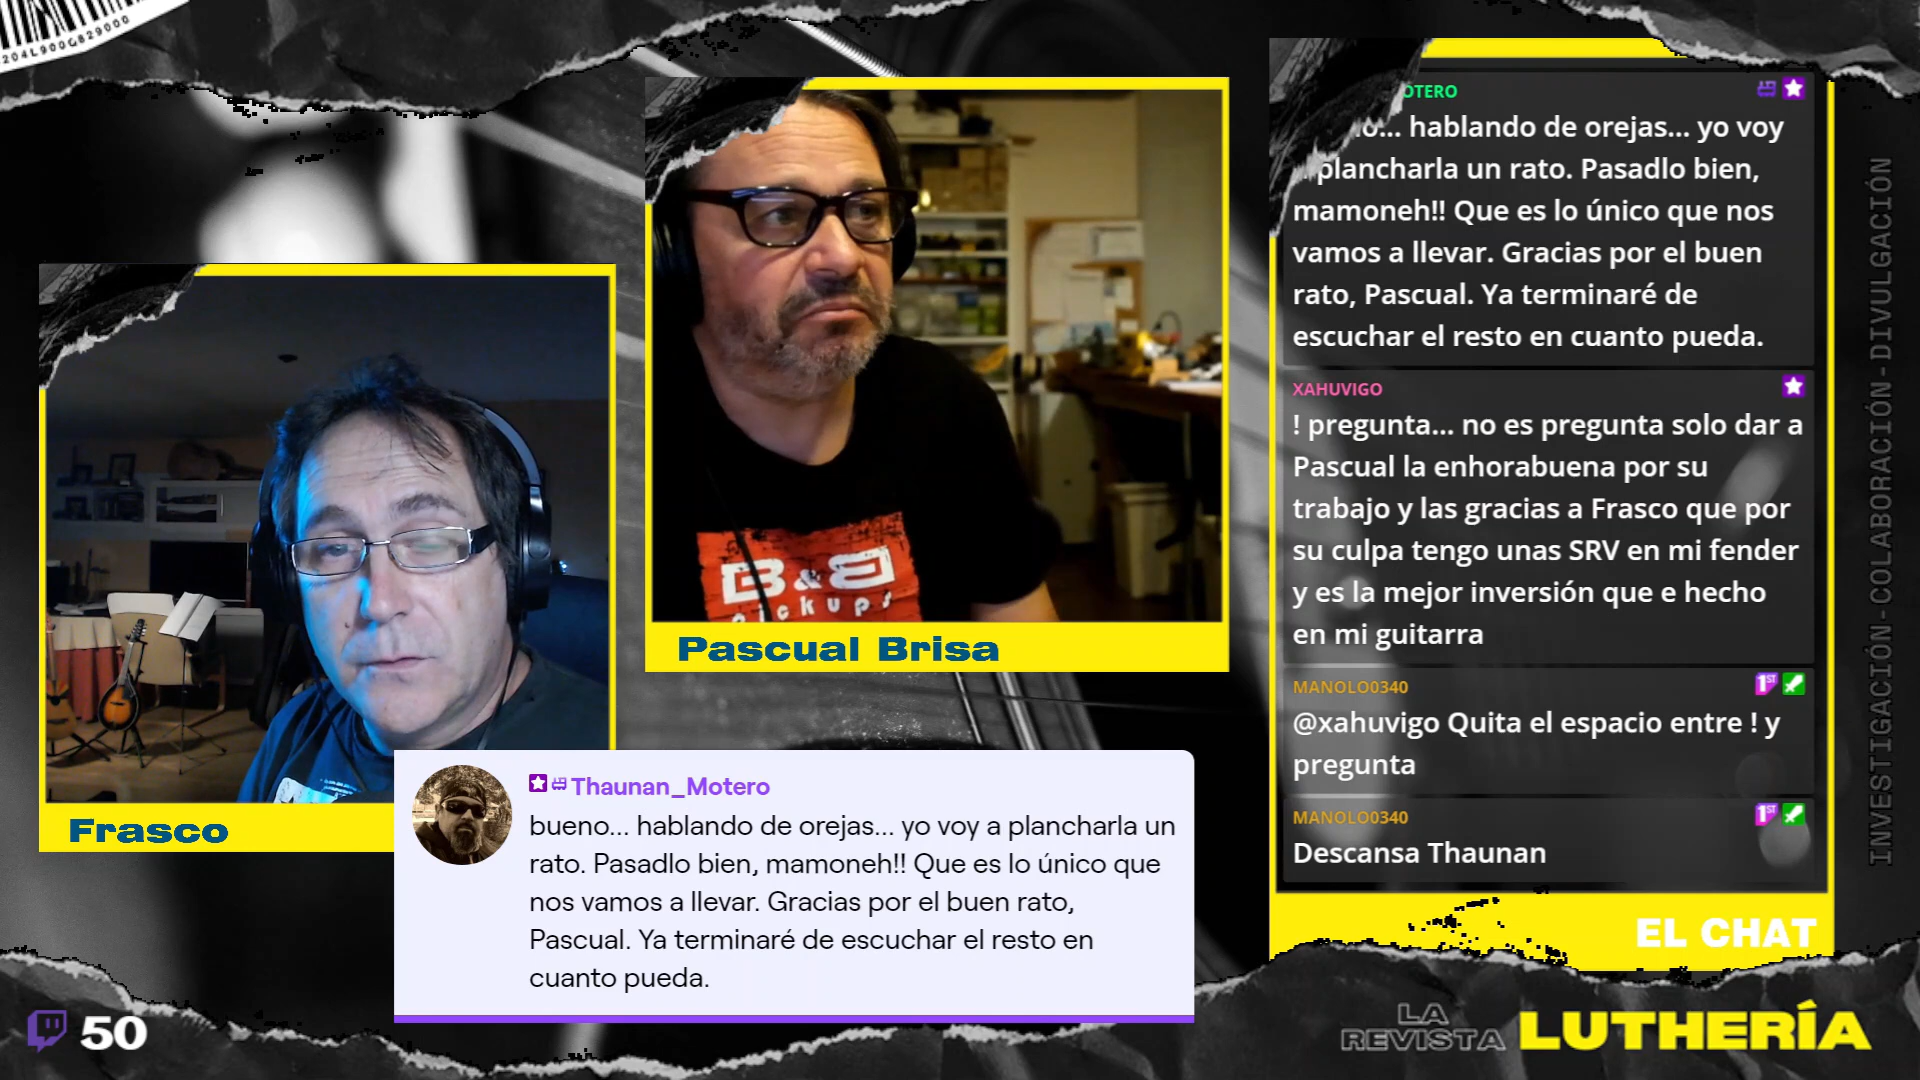 204L900G829000
B&B
pickups
Pascual Brisa
Frasco
Thaunan_Motero
bueno... hablando de orejas... yo voy a plancharla un
rato. Pasadlo bien, mamoneh!! Que es lo único que
nos vamos a llevar. Gracias por el buen rato,
Pascual. Ya terminaré de escuchar el resto en
cuanto pueda.
50
OTERO
hablando de orejas... yo voy
plancharla un rato. Pasadlo bien,
mamoneh!! Que es lo único que nos
vamos a llevar. Gracias por el buen
rato, Pascual. Ya terminaré de
escuchar el resto en cuanto pueda.
XAHUVIGO
! pregunta... no es pregunta solo dar a
Pascual la enhorabuena por su
trabajo y las gracias a Frasco que por
su culpa tengo unas SRV en mi fender
y es la mejor inversión que e hecho
en mi guitarra
MANOLO0340
1ST
@xahuvigo Quita el espacio entre ! y
pregunta
MANOLO0340
1ST
Descansa Thaunan
EL CHAT
INVESTIGACIÓN-COLABORACIÓN-DIVULGACIÓN
LA
REVISTA
LUTHERÍA